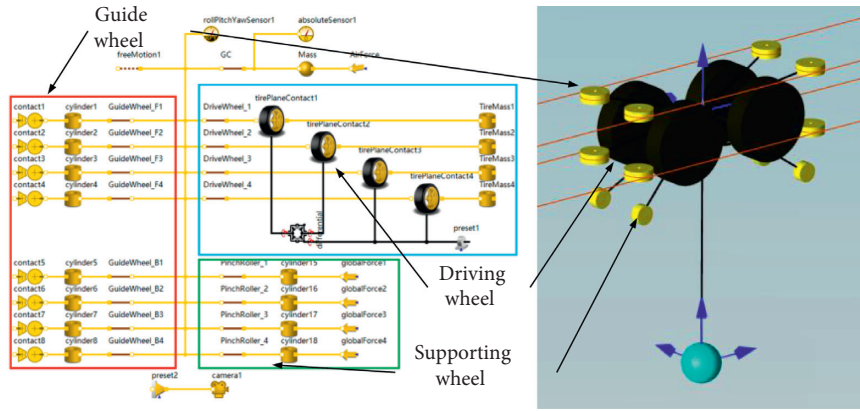 Guide
wheel
rollPitchYawSensor1
absoluteSensor1
freeMotion1
GC
Mass
AirForce
contact1 cylinder1 GuideWheel_F1 DriveWheel_1 tirePlaneContact1 TireMass1
contact2 cylinder2 GuideWheel_F2 DriveWheel_2 tirePlaneContact2 TireMass2
contact3 cylinder3 GuideWheel_F3 DriveWheel_3 tirePlaneContact3 TireMass3
contact4 cylinder4 GuideWheel_F4 DriveWheel_4 tirePlaneContact4 TireMass4
differential
preset1
contact5 cylinder5 GuideWheel_B1 PinchRoller_1 cylinder15 globalForce1
contact6 cylinder6 GuideWheel_B2 PinchRoller_2 cylinder16 globalForce2
contact7 cylinder7 GuideWheel_B3 PinchRoller_3 cylinder17 globalForce3
contact8 cylinder8 GuideWheel_B4 PinchRoller_4 cylinder18 globalForce4
Driving
wheel
Supporting
wheel
preset2
camera1